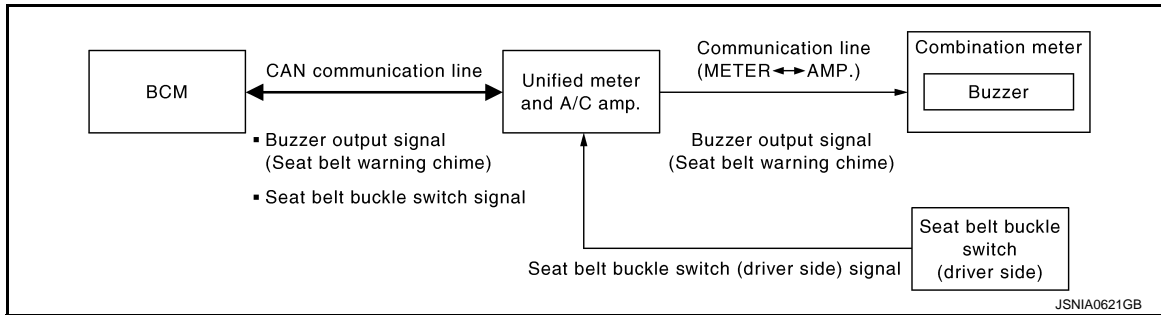 BCM
CAN communication line
▪ Buzzer output signal
(Seat belt warning chime)
▪ Seat belt buckle switch signal
Unified meter
and A/C amp.
Communication line
(METER↔AMP.)
Buzzer output signal
(Seat belt warning chime)
Combination meter
Buzzer
Seat belt buckle switch (driver side) signal
Seat belt buckle
switch
(driver side)
JSNIA0621GB